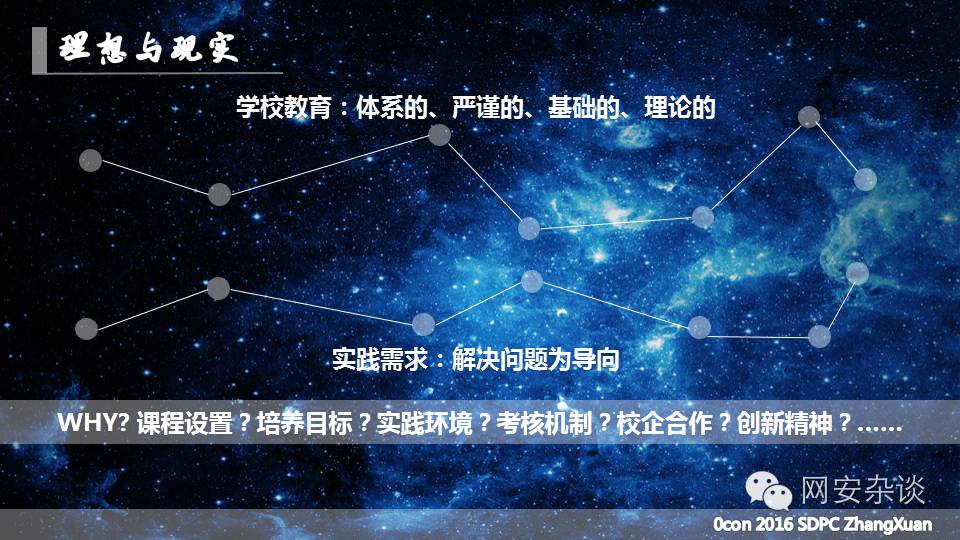 理想与现实
学校教育：体系的、严谨的、基础的、理论的
实践需求：解决问题为导向
WHY? 课程设置？培养目标？实践环境？考核机制？校企合作？创新精神？......
网安杂谈
0con 2016 SDPC ZhangXuan